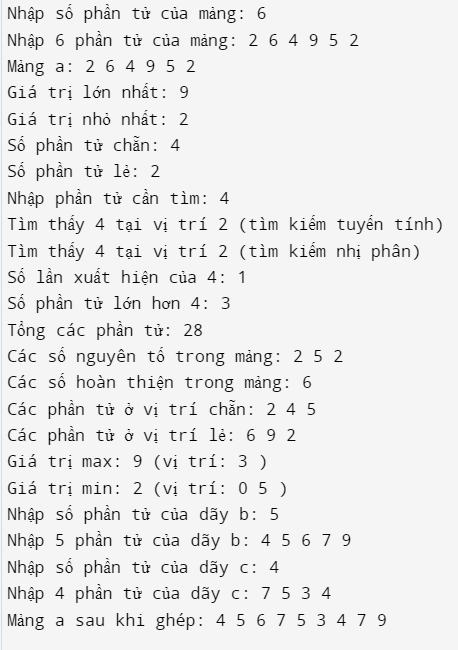 Nhập số phần tử của mảng: 6
Nhập 6 phần tử của mảng: 2 6 4 9 5 2
Mảng a: 2 6 4 9 5 2
Giá trị lớn nhất: 9
Giá trị nhỏ nhất: 2
Số phần tử chẵn: 4
Số phần tử lẻ: 2
Nhập phần tử cần tìm: 4
Tìm thấy 4 tại vị trí 2 (tìm kiếm tuyến tính)
Tìm thấy 4 tại vị trí 2 (tìm kiếm nhị phân)
Số lần xuất hiện của 4: 1
Số phần tử lớn hơn 4: 3
Tổng các phần tử: 28
Các số nguyên tố trong mảng: 2 5 2
Các số hoàn thiện trong mảng: 6
Các phần tử ở vị trí chẵn: 2 4 5
Các phần tử ở vị trí lẻ: 6 9 2
Giá trị max: 9 (vị trí: 3 )
Giá trị min: 2 (vị trí: 0 5 )
Nhập số phần tử của dãy b: 5
Nhập 5 phần tử của dãy b: 4 5 6 7 9
Nhập số phần tử của dãy c: 4
Nhập 4 phần tử của dãy c: 7 5 3 4
Mảng a sau khi ghép: 4 5 6 7 5 3 4 7 9